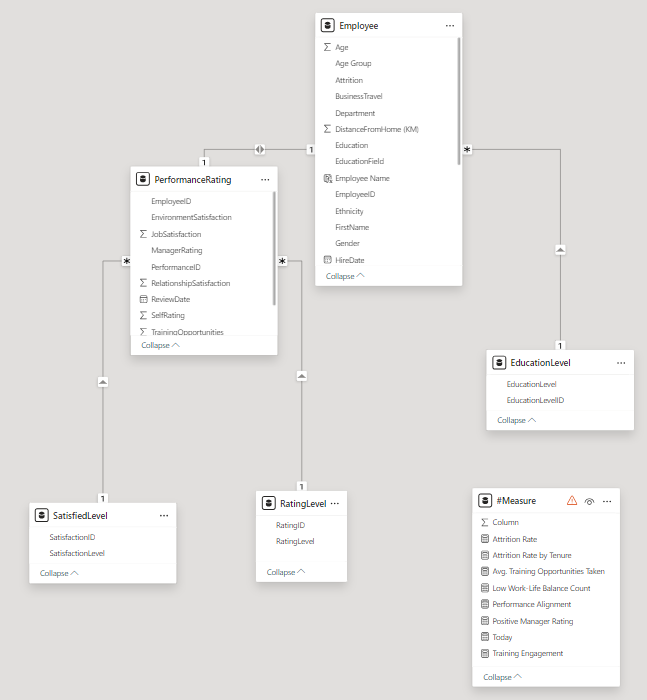 Employee
Age
Age Group
Attrition
BusinessTravel
Department
DistanceFromHome (KM)
Education
EducationField
Employee Name
EmployeeID
Ethnicity
FirstName
Gender
HireDate
Collapse
1
1
*
PerformanceRating
EmployeeID
EnvironmentSatisfaction
JobSatisfaction
ManagerRating
PerformanceID
RelationshipSatisfaction
ReviewDate
SelfRating
TrainingOpportunities
Collapse
*
*
1
EducationLevel
EducationLevel
EducationLevelID
Collapse
1
SatisfiedLevel
SatisfactionID
SatisfactionLevel
Collapse
1
RatingLevel
RatingID
RatingLevel
Collapse
#Measure
Column
Attrition Rate
Attrition Rate by Tenure
Avg. Training Opportunities Taken
Low Work-Life Balance Count
Performance Alignment
Positive Manager Rating
Today
Training Engagement
Collapse